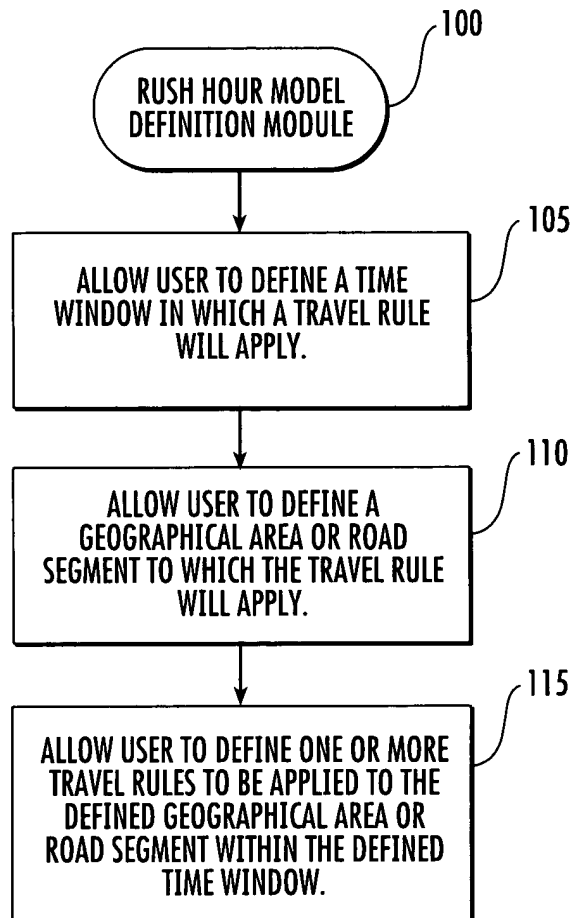 100
RUSH HOUR MODEL
DEFINITION MODULE
105
ALLOW USER TO DEFINE A TIME
WINDOW IN WHICH A TRAVEL RULE
WILL APPLY.
110
ALLOW USER TO DEFINE A
GEOGRAPHICAL AREA OR ROAD
SEGMENT TO WHICH THE TRAVEL RULE
WILL APPLY.
115
ALLOW USER TO DEFINE ONE OR MORE
TRAVEL RULES TO BE APPLIED TO THE
DEFINED GEOGRAPHICAL AREA OR
ROAD SEGMENT WITHIN THE DEFINED
TIME WINDOW.